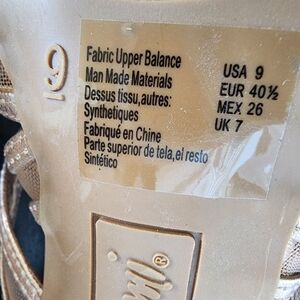 9
Fabric Upper Balance
Man Made Materials
Dessus tissu,autres:
Synthetiques
Fabriqué en Chine
Parte superior de tela,el resto
Sintético
USA 9
EUR 40½
MEX 26
UK 7
®